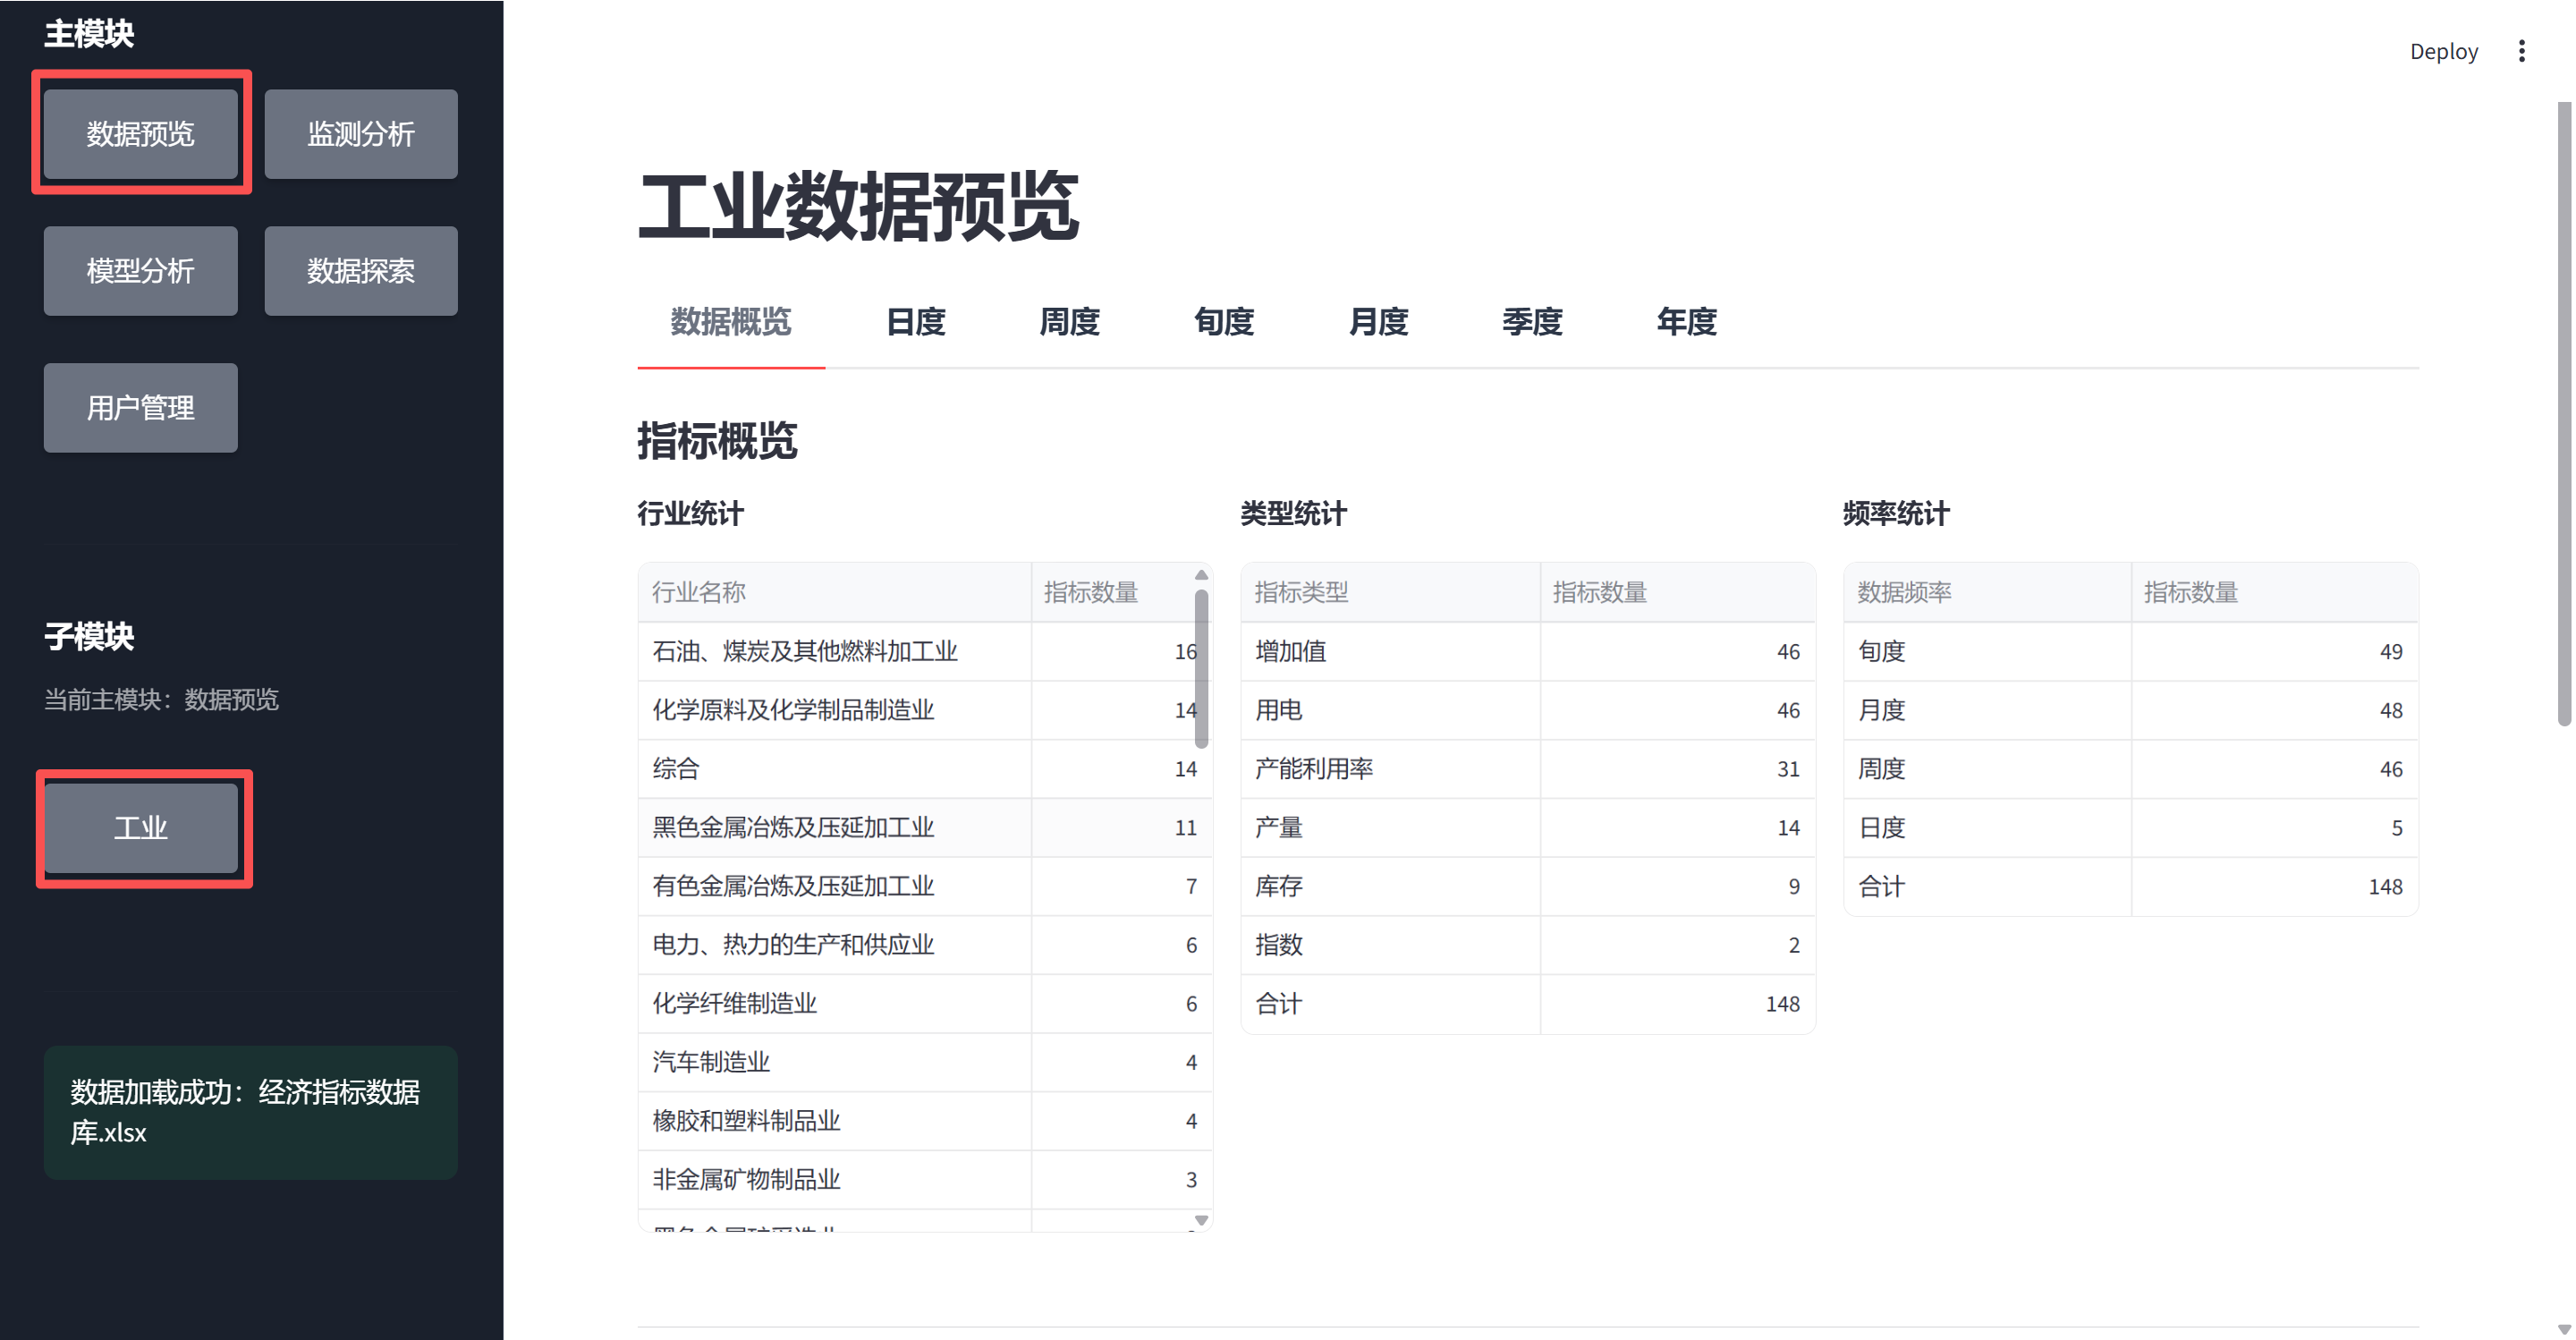 主模块
数据预览 监测分析
模型分析 数据探索
用户管理
子模块
当前主模块：数据预览
工业
数据加载成功：经济指标数据
库.xlsx
Deploy
工业数据预览
数据概览 日度 周度 旬度 月度 季度 年度
指标概览
行业统计
行业名称 指标数量
石油、煤炭及其他燃料加工业 16
化学原料及化学制品制造业 14
综合 14
黑色金属冶炼及压延加工业 11
有色金属冶炼及压延加工业 7
电力、热力的生产和供应业 6
化学纤维制造业 6
汽车制造业 4
橡胶和塑料制品业 4
非金属矿物制品业 3
类型统计
指标类型 指标数量
增加值 46
用电 46
产能利用率 31
产量 14
库存 9
指数 2
合计 148
频率统计
数据频率 指标数量
旬度 49
月度 48
周度 46
日度 5
合计 148